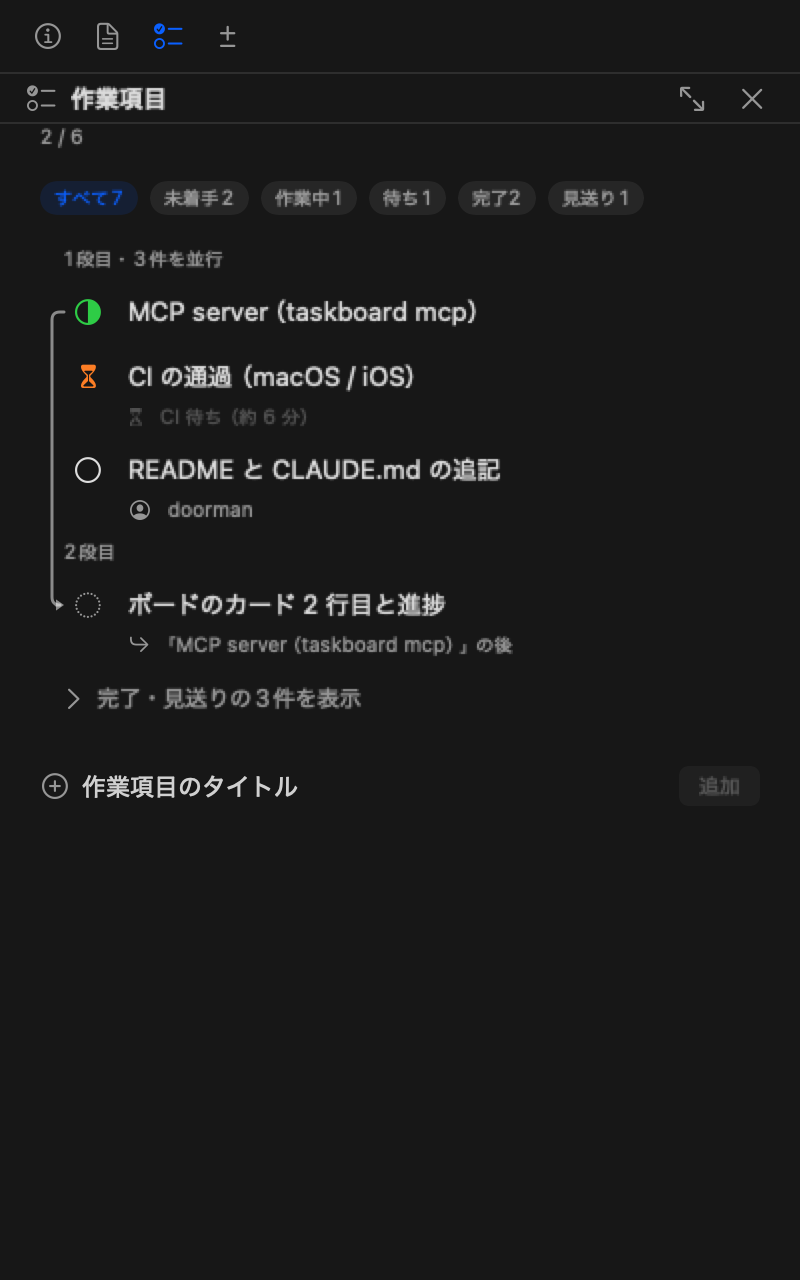 作業項目
2 / 6
すべて 7 未着手 2 作業中 1 待ち 1 完了 2 見送り 1
1 段目・3 件を並行
MCP server（taskboard mcp）
CI の通過（macOS / iOS）
CI 待ち（約 6 分）
README と CLAUDE.md の追記
doorman
2 段目
ボードのカード 2 行目と進捗
「MCP server（taskboard mcp）」の後
完了・見送りの 3 件を表示
作業項目のタイトル
追加